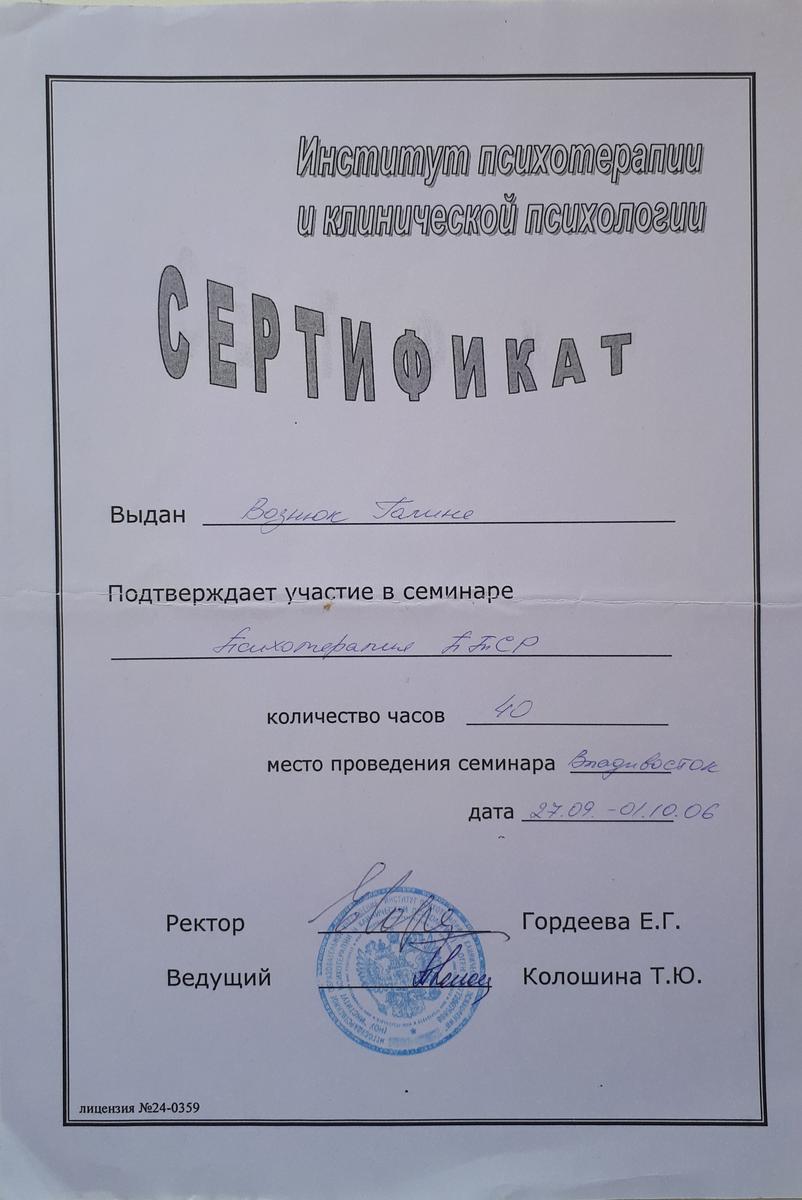 Институт психотерапии
и клинической психологии
СЕРТИФИКАТ
Выдан Вознюк Галине
Подтверждает участие в семинаре
Психотерапия ПТСР
количество часов 40
место проведения семинара Владивосток
дата 27.09. - 01.10.06
Ректор Гордеева Е.Г.
Ведущий Колошина Т.Ю.
лицензия №24-0359